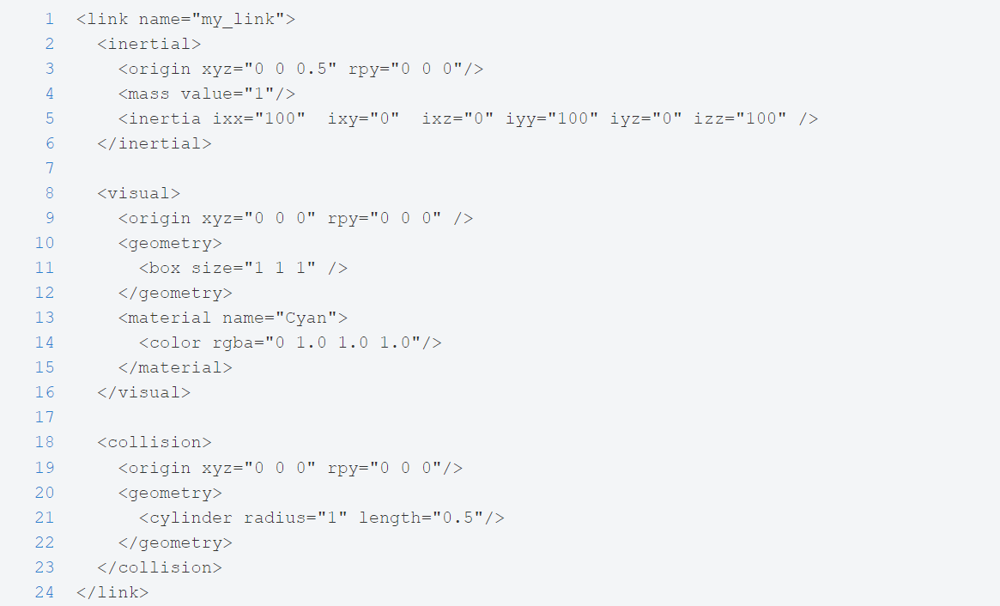 1 <link name="my_link">
2   <inertial>
3     <origin xyz="0 0 0.5" rpy="0 0 0"/>
4     <mass value="1"/>
5     <inertia ixx="100"  ixy="0"  ixz="0" iyy="100" iyz="0" izz="100" />
6   </inertial>
7
8   <visual>
9     <origin xyz="0 0 0" rpy="0 0 0" />
10     <geometry>
11       <box size="1 1 1" />
12     </geometry>
13     <material name="Cyan">
14       <color rgba="0 1.0 1.0 1.0"/>
15     </material>
16   </visual>
17
18   <collision>
19     <origin xyz="0 0 0" rpy="0 0 0"/>
20     <geometry>
21       <cylinder radius="1" length="0.5"/>
22     </geometry>
23   </collision>
24 </link>